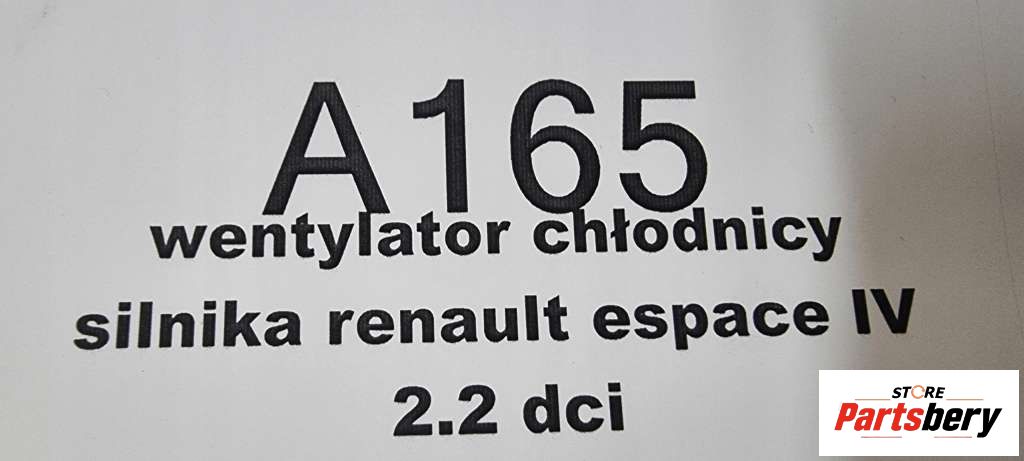 A165
wentylator chłodnicy
silnika renault espace IV
2.2 dci
STORE
Partsbery